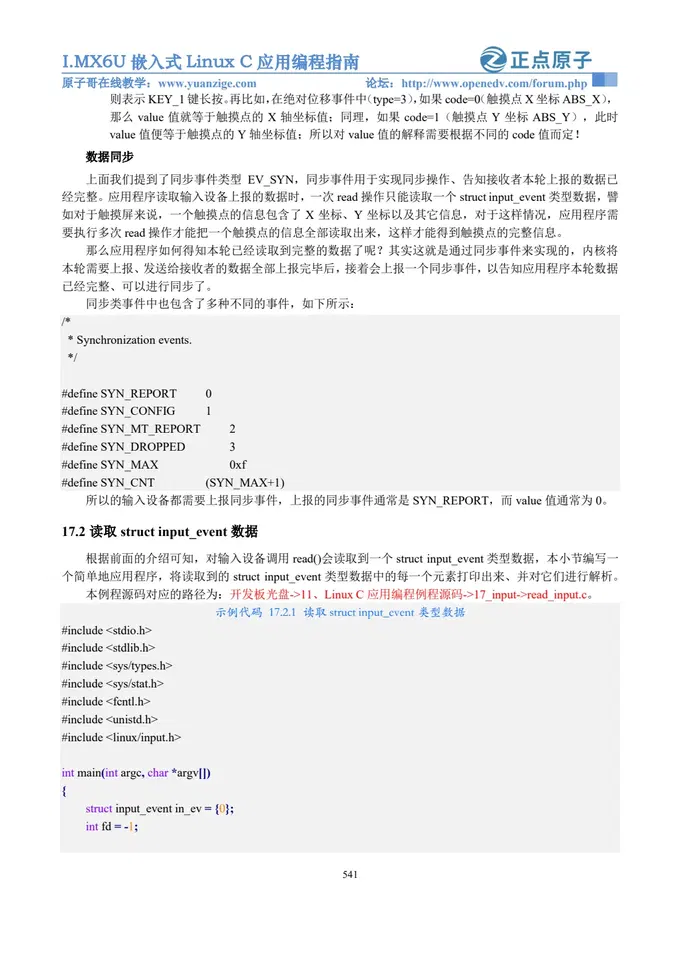 I.MX6U 嵌入式 Linux C 应用编程指南
正点原子
原子哥在线教学：www.yuanzige.com 论坛：http://www.openedv.com/forum.php
则表示 KEY_1 键长按。再比如，在绝对位移事件中（type=3），如果 code=0（触摸点 X 坐标 ABS_X），
那么 value 值就等于触摸点的 X 轴坐标值；同理，如果 code=1（触摸点 Y 坐标 ABS_Y），此时
value 值便等于触摸点的 Y 轴坐标值；所以对 value 值的解释需要根据不同的 code 值而定！
数据同步
上面我们提到了同步事件类型 EV_SYN，同步事件用于实现同步操作、告知接收者本轮上报的数据已
经完整。应用程序读取输入设备上报的数据时，一次 read 操作只能读取一个 struct input_event 类型数据，譬
如对于触摸屏来说，一个触摸点的信息包含了 X 坐标、Y 坐标以及其它信息，对于这样情况，应用程序需
要执行多次 read 操作才能把一个触摸点的信息全部读取出来，这样才能得到触摸点的完整信息。
那么应用程序如何得知本轮已经读取到完整的数据了呢？其实这就是通过同步事件来实现的，内核将
本轮需要上报、发送给接收者的数据全部上报完毕后，接着会上报一个同步事件，以告知应用程序本轮数据
已经完整、可以进行同步了。
同步类事件中也包含了多种不同的事件，如下所示：
/*
* Synchronization events.
*/
#define SYN_REPORT 0
#define SYN_CONFIG 1
#define SYN_MT_REPORT 2
#define SYN_DROPPED 3
#define SYN_MAX 0xf
#define SYN_CNT (SYN_MAX+1)
所以的输入设备都需要上报同步事件，上报的同步事件通常是 SYN_REPORT，而 value 值通常为 0。
17.2 读取 struct input_event 数据
根据前面的介绍可知，对输入设备调用 read()会读取到一个 struct input_event 类型数据，本小节编写一
个简单地应用程序，将读取到的 struct input_event 类型数据中的每一个元素打印出来、并对它们进行解析。
本例程源码对应的路径为：开发板光盘->11、Linux C 应用编程例程源码->17_input->read_input.c。
示例代码 17.2.1 读取 struct input_event 类型数据
#include <stdio.h>
#include <stdlib.h>
#include <sys/types.h>
#include <sys/stat.h>
#include <fcntl.h>
#include <unistd.h>
#include <linux/input.h>
int main(int argc, char *argv[])
{
struct input_event in_ev = {0};
int fd = -1;
541